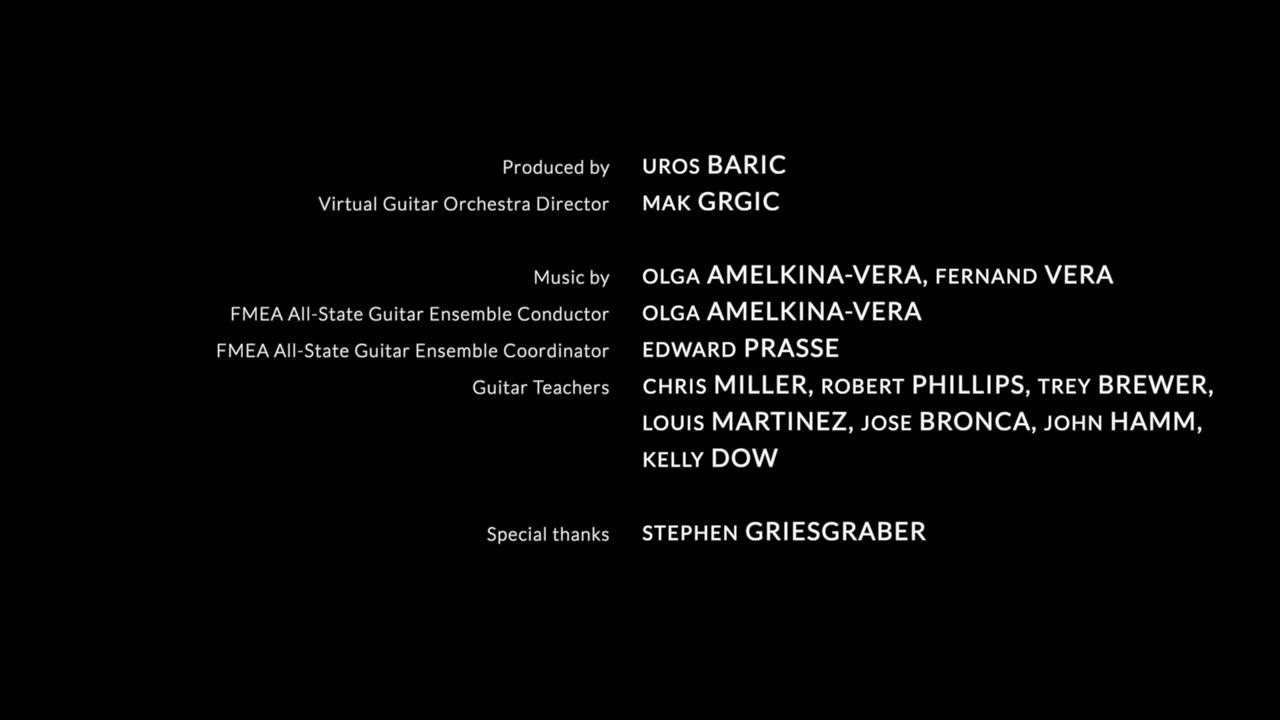 Produced by UROS BARIC
Virtual Guitar Orchestra Director MAK GRGIC
Music by OLGA AMELKINA-VERA, FERNAND VERA
FMEA All-State Guitar Ensemble Conductor OLGA AMELKINA-VERA
FMEA All-State Guitar Ensemble Coordinator EDWARD PRASSE
Guitar Teachers CHRIS MILLER, ROBERT PHILLIPS, TREY BREWER,
LOUIS MARTINEZ, JOSE BRONCA, JOHN HAMM,
KELLY DOW
Special thanks STEPHEN GRIESGRABER